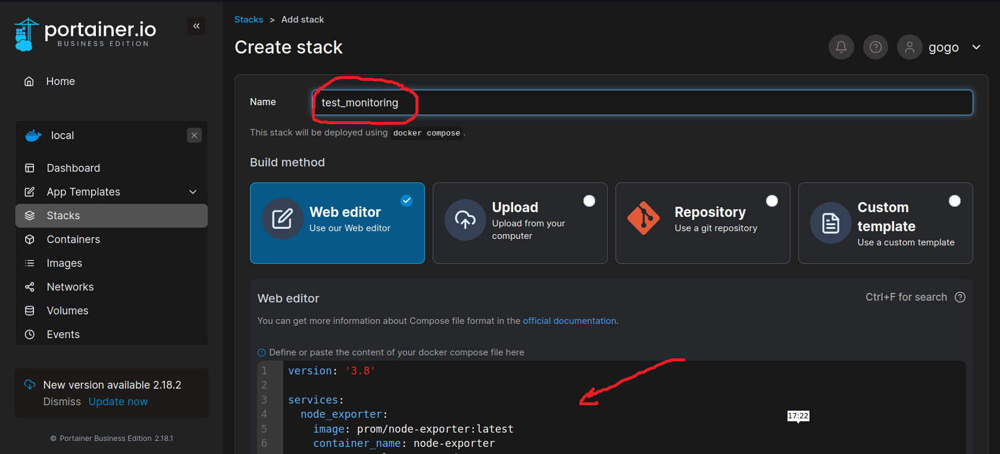 portainer.io
BUSINESS EDITION
Home
local
Dashboard
App Templates
Stacks
Containers
Images
Networks
Volumes
Events
New version available 2.18.2
Dismiss Update now
© Portainer Business Edition 2.18.1
Stacks > Add stack
Create stack
gogo
Name test_monitoring
This stack will be deployed using docker compose.
Build method
Web editor
Use our Web editor
Upload
Upload from your
computer
Repository
Use a git repository
Custom
template
Use a custom template
Web editor
Ctrl+F for search
You can get more information about Compose file format in the official documentation.
Define or paste the content of your docker compose file here
1 version: '3.8'
2
3 services:
4 node_exporter:
5 image: prom/node-exporter:latest
6 container_name: node-exporter
17:22